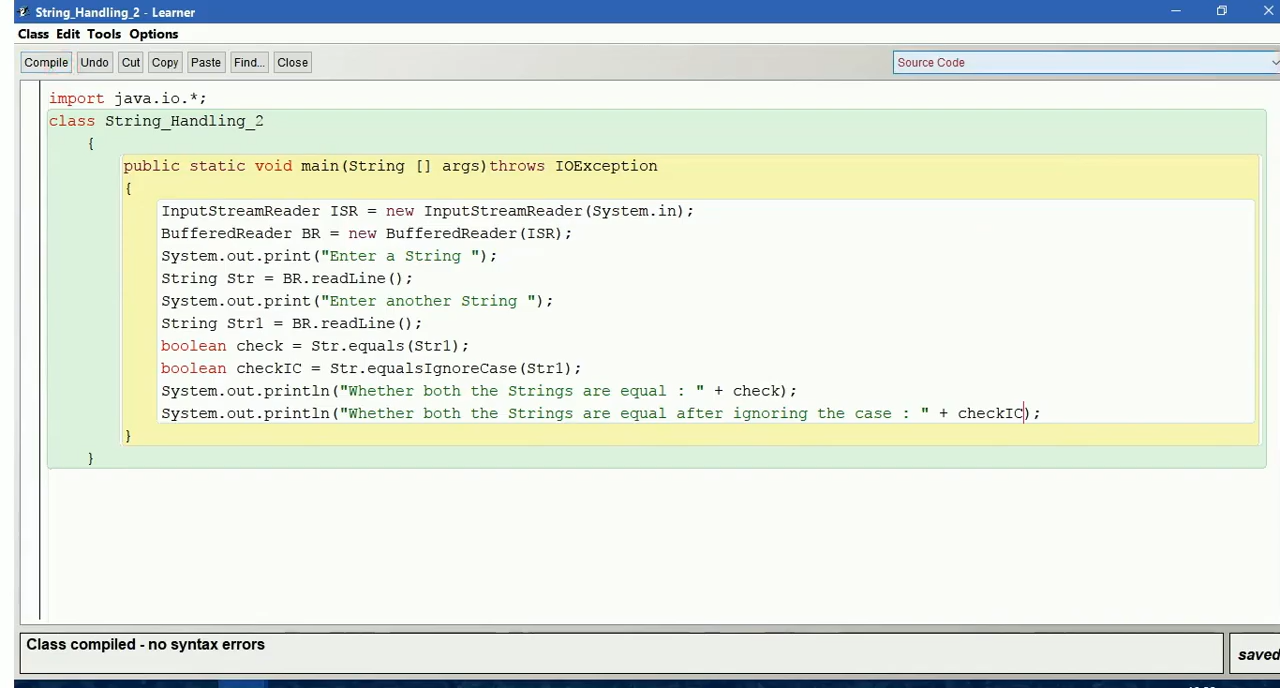 String_Handling_2 - Learner
Class Edit Tools Options
Compile Undo Cut Copy Paste Find... Close Source Code
import java.io.*;
class String_Handling_2
{
public static void main(String [] args)throws IOException
{
InputStreamReader ISR = new InputStreamReader(System.in);
BufferedReader BR = new BufferedReader(ISR);
System.out.print("Enter a String ");
String Str = BR.readLine();
System.out.print("Enter another String ");
String Str1 = BR.readLine();
boolean check = Str.equals(Str1);
boolean checkIC = Str.equalsIgnoreCase(Str1);
System.out.println("Whether both the Strings are equal : " + check);
System.out.println("Whether both the Strings are equal after ignoring the case : " + checkIC);
}
}
Class compiled - no syntax errors
saved